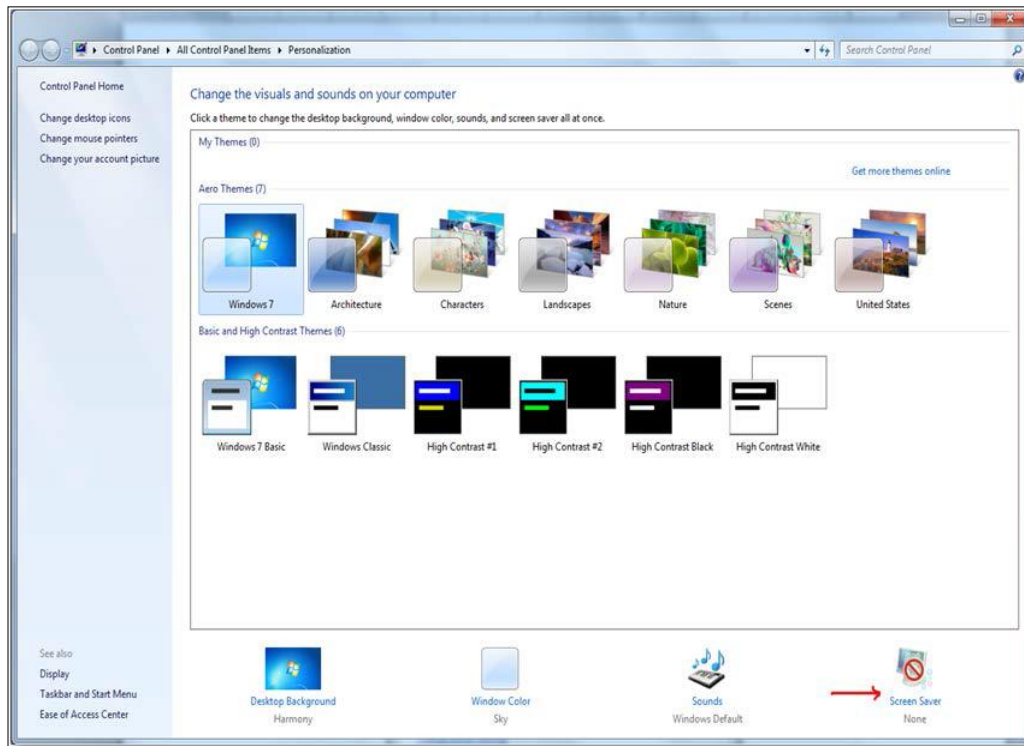 Control Panel ▸ All Control Panel Items ▸ Personalization
Search Control Panel
Control Panel Home
Change desktop icons
Change mouse pointers
Change your account picture
Change the visuals and sounds on your computer
Click a theme to change the desktop background, window color, sounds, and screen saver all at once.
My Themes (0)
Get more themes online
Aero Themes (7)
Windows 7 Architecture Characters Landscapes Nature Scenes United States
Basic and High Contrast Themes (6)
Windows 7 Basic Windows Classic High Contrast #1 High Contrast #2 High Contrast Black High Contrast White
See also
Display
Taskbar and Start Menu
Ease of Access Center
Desktop Background Window Color Sounds Screen Saver
Harmony Sky Windows Default None